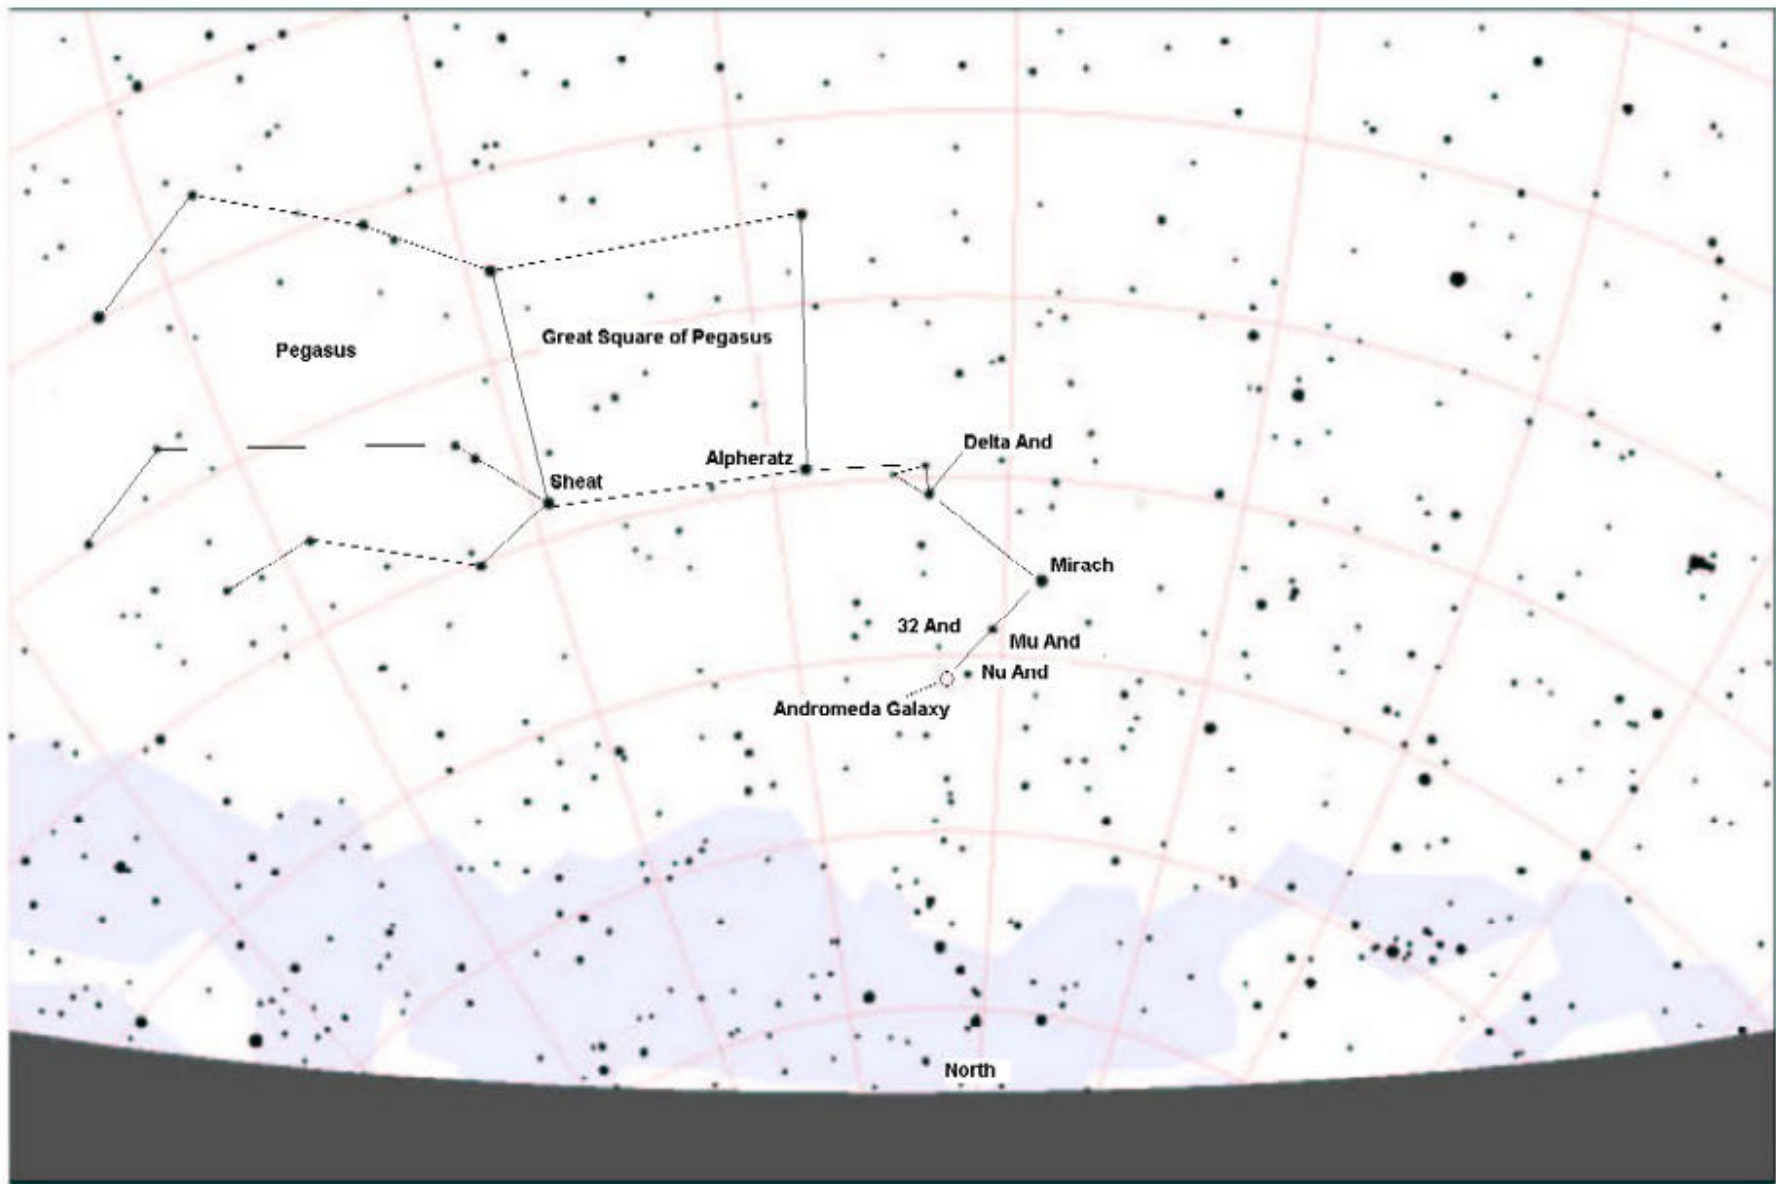 Great Square of Pegasus
Pegasus
Delta And
Alpheratz
Sheat
Mirach
32 And
Mu And
Nu And
Andromeda Galaxy
North